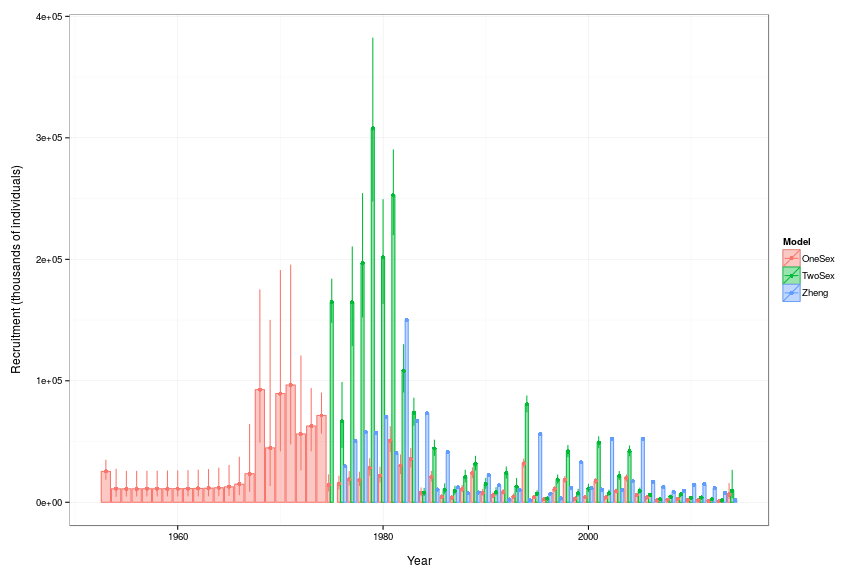 4e+05
3e+05
2e+05
1e+05
0e+00
Recruitment (thousands of individuals)
1960
1980
2000
Year
Model
OneSex
TwoSex
Zheng